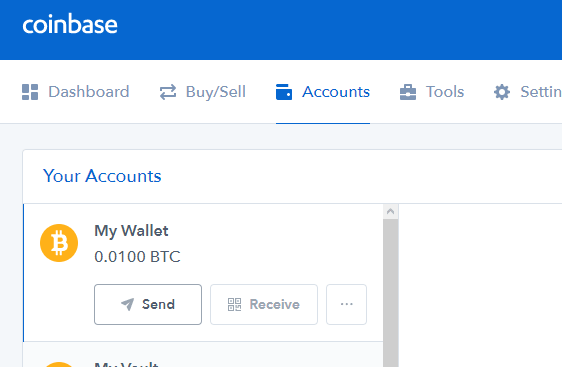 coinbase
Dashboard Buy/Sell Accounts Tools Settin
Your Accounts
My Wallet
0.0100 BTC
Send Receive ...
My Vault